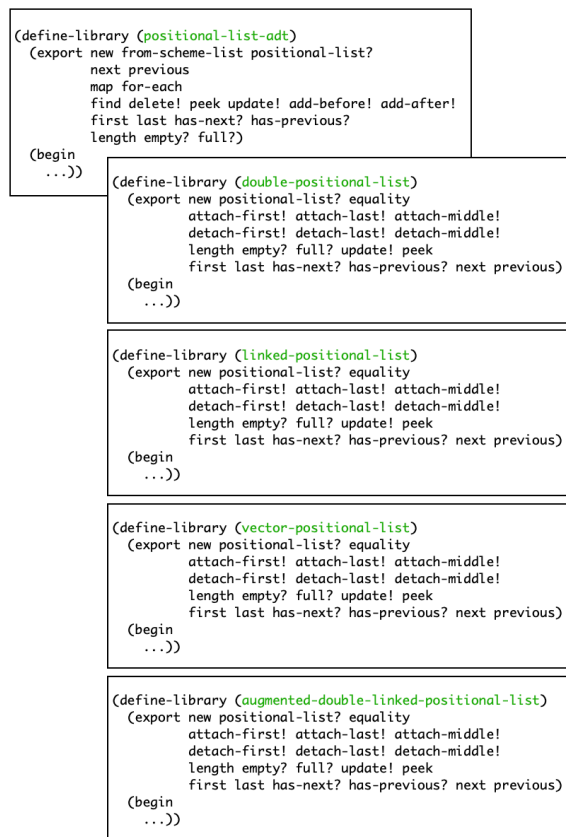 (define-library (positional-list-adt)
(export new from-scheme-list positional-list?
next previous
map for-each
find delete! peek update! add-before! add-after!
first last has-next? has-previous?
length empty? full?)
(begin
...))
(define-library (double-positional-list)
(export new positional-list? equality
attach-first! attach-last! attach-middle!
detach-first! detach-last! detach-middle!
length empty? full? update! peek
first last has-next? has-previous? next previous)
(begin
...))
(define-library (linked-positional-list)
(export new positional-list? equality
attach-first! attach-last! attach-middle!
detach-first! detach-last! detach-middle!
length empty? full? update! peek
first last has-next? has-previous? next previous)
(begin
...))
(define-library (vector-positional-list)
(export new positional-list? equality
attach-first! attach-last! attach-middle!
detach-first! detach-last! detach-middle!
length empty? full? update! peek
first last has-next? has-previous? next previous)
(begin
...))
(define-library (augmented-double-linked-positional-list)
(export new positional-list? equality
attach-first! attach-last! attach-middle!
detach-first! detach-last! detach-middle!
length empty? full? update! peek
first last has-next? has-previous? next previous)
(begin
...))